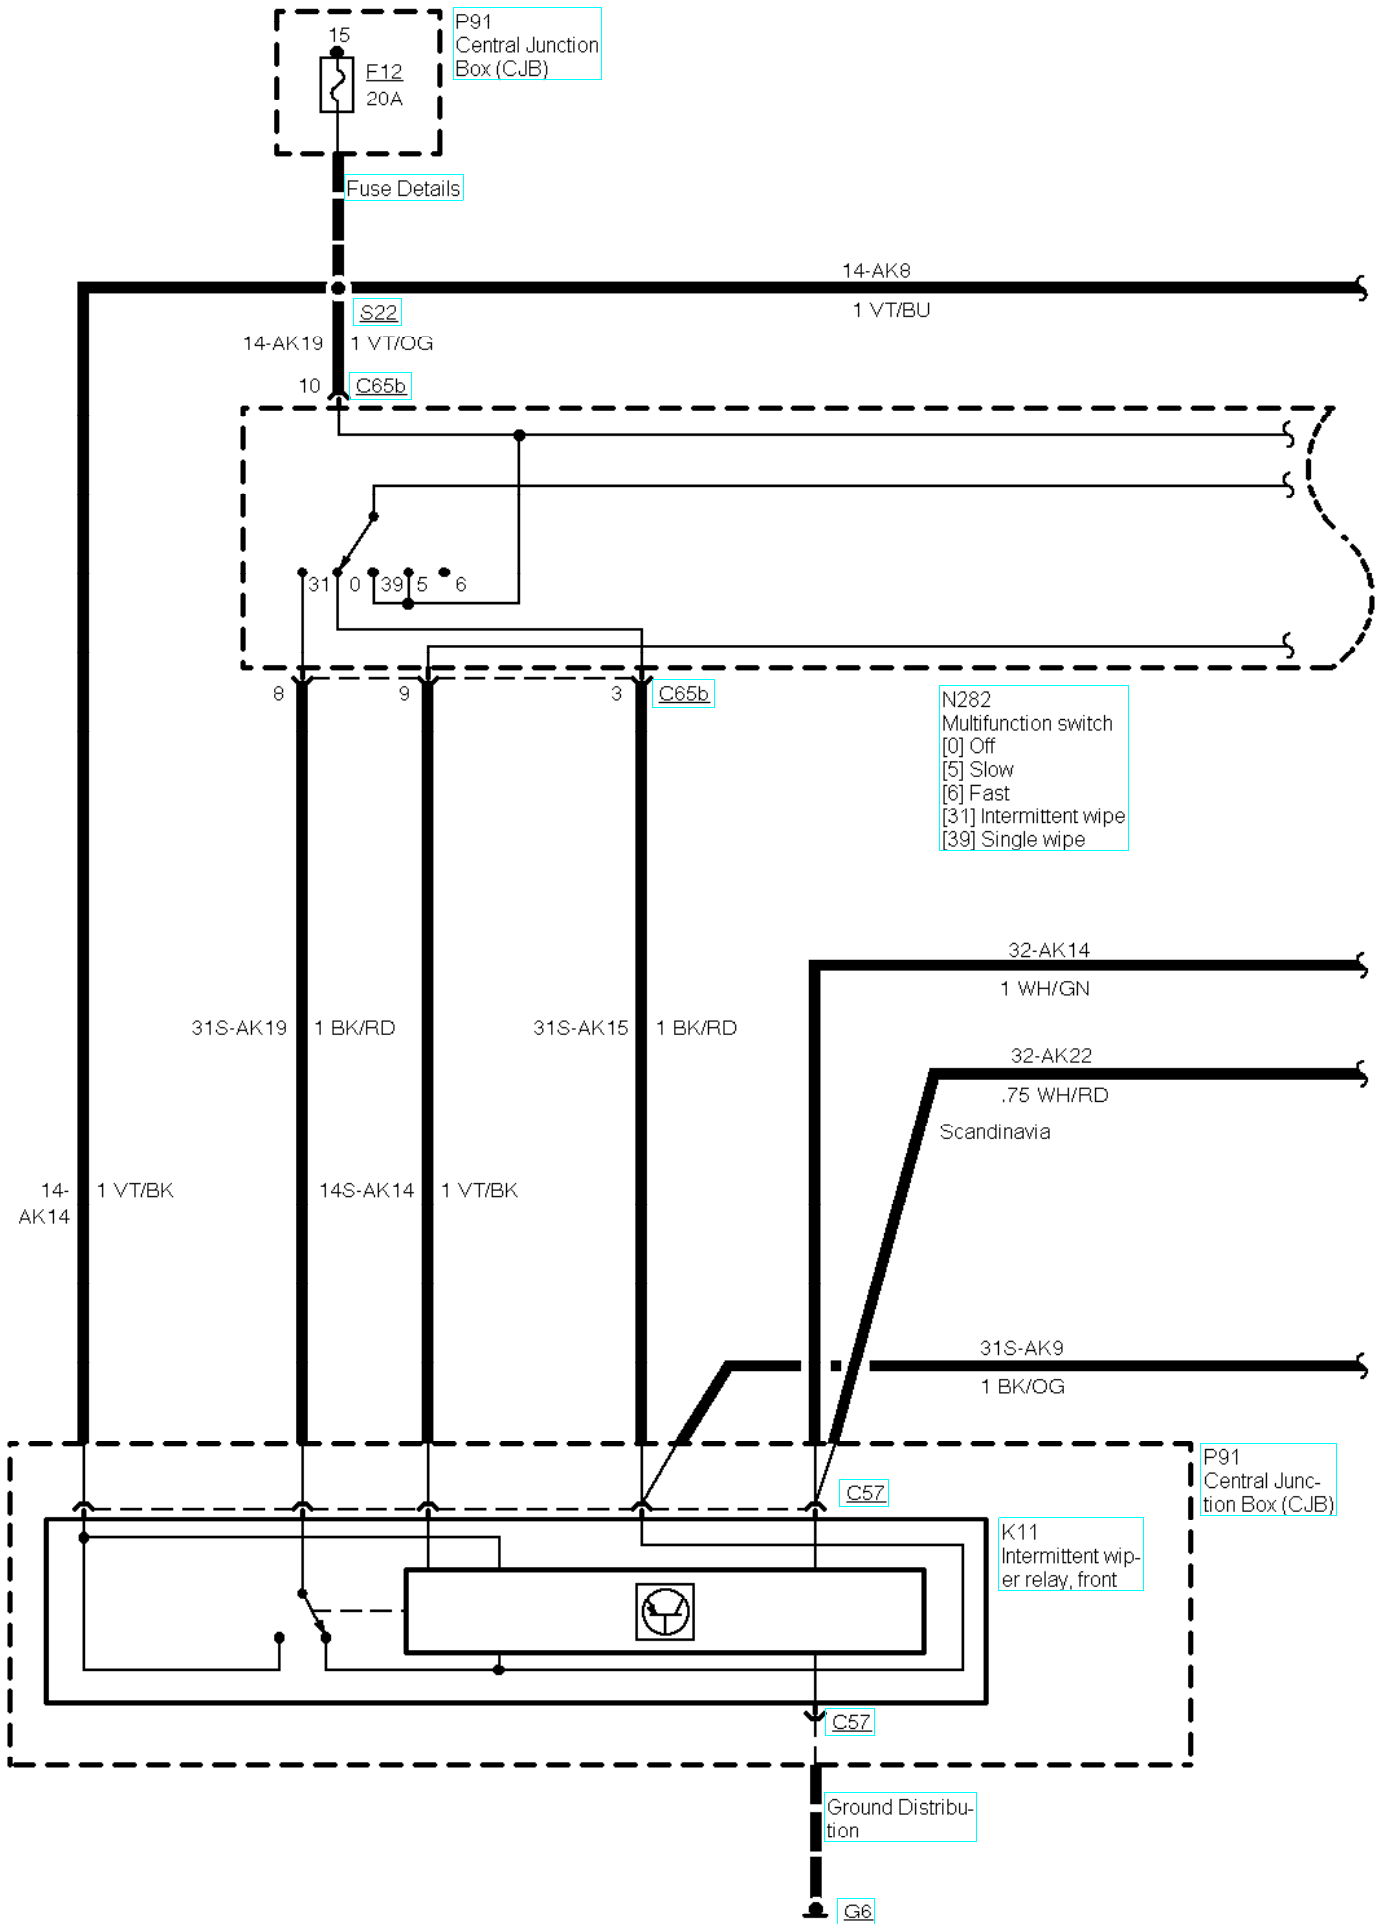 15
F12
20A
P91
Central Junction
Box (CJB)
Fuse Details
14-AK8
1 VT/BU
S22
14-AK19
1 VT/OG
10
C65b
31
0
39
5
6
8
9
3
C65b
N282
Multifunction switch
[0] Off
[5] Slow
[6] Fast
[31] Intermittent wipe
[39] Single wipe
32-AK14
1 WH/GN
31S-AK19
1 BK/RD
31S-AK15
1 BK/RD
32-AK22
.75 WH/RD
Scandinavia
14-
AK14
1 VT/BK
14S-AK14
1 VT/BK
31S-AK9
1 BK/OG
P91
Central Junc-
tion Box (CJB)
C57
K11
Intermittent wip-
er relay, front
C57
Ground Distribu-
tion
G6